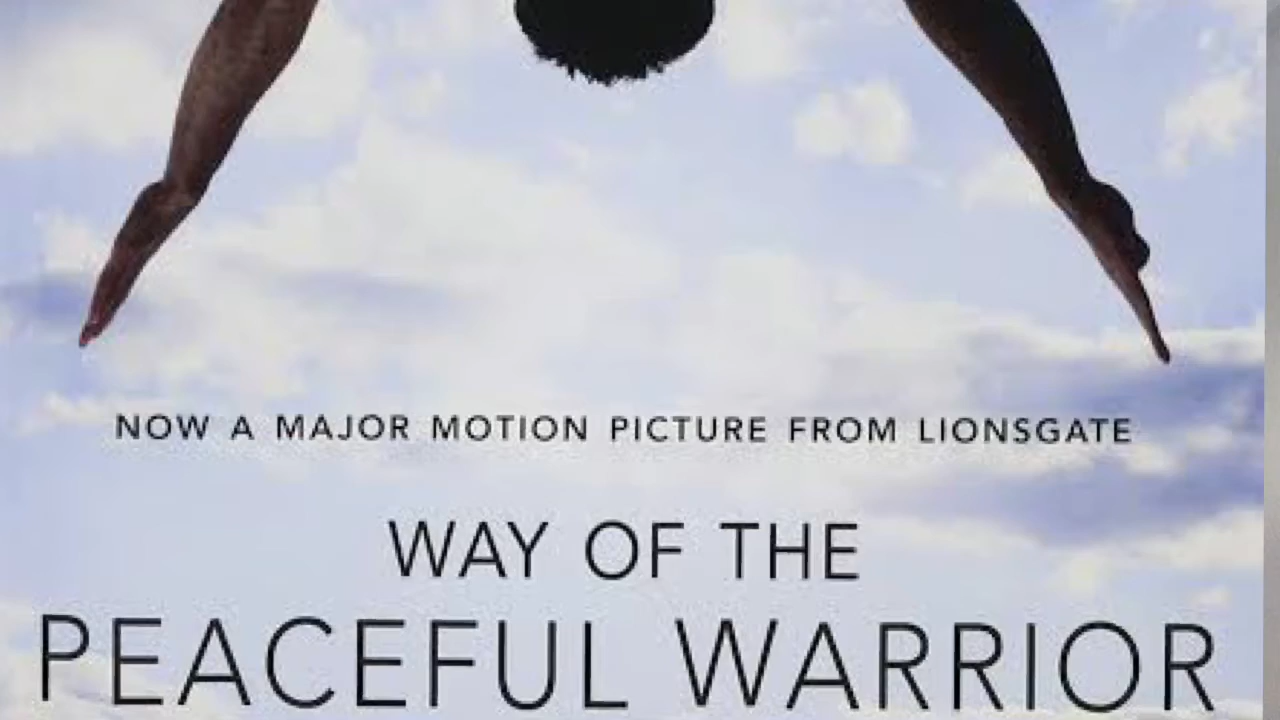 NOW A MAJOR MOTION PICTURE FROM LIONSGATE
WAY OF THE
PEACEFUL WARRIOR